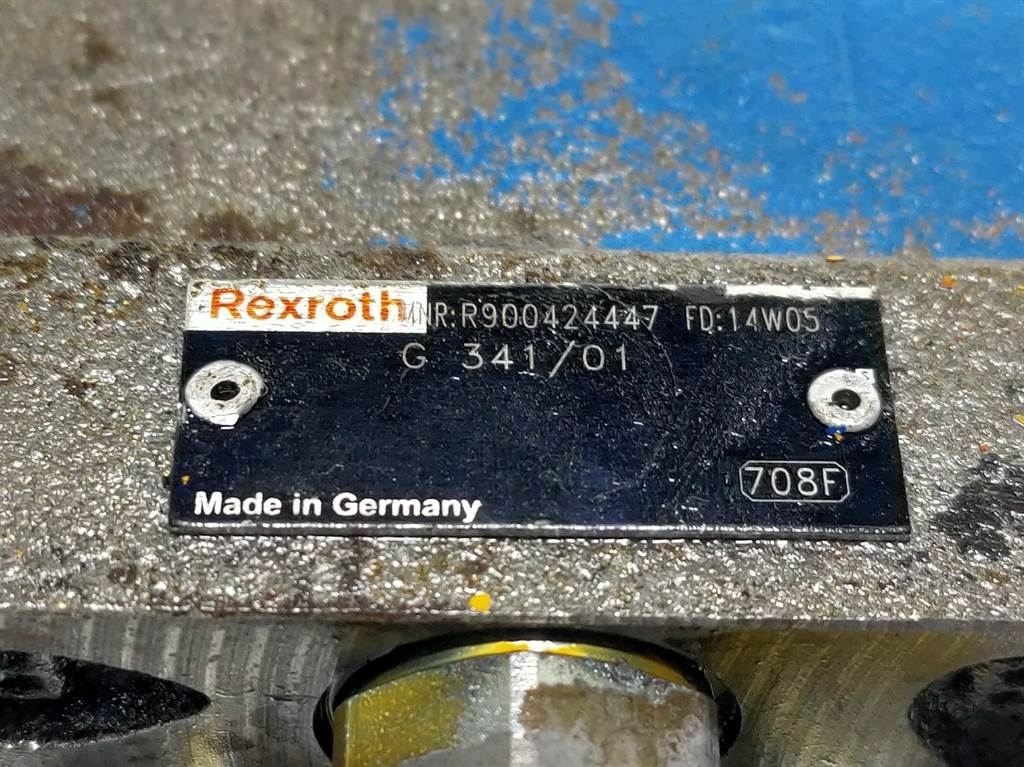 Rexroth MNR:R900424447 FD:14W05
G 341/01
708F
Made in Germany